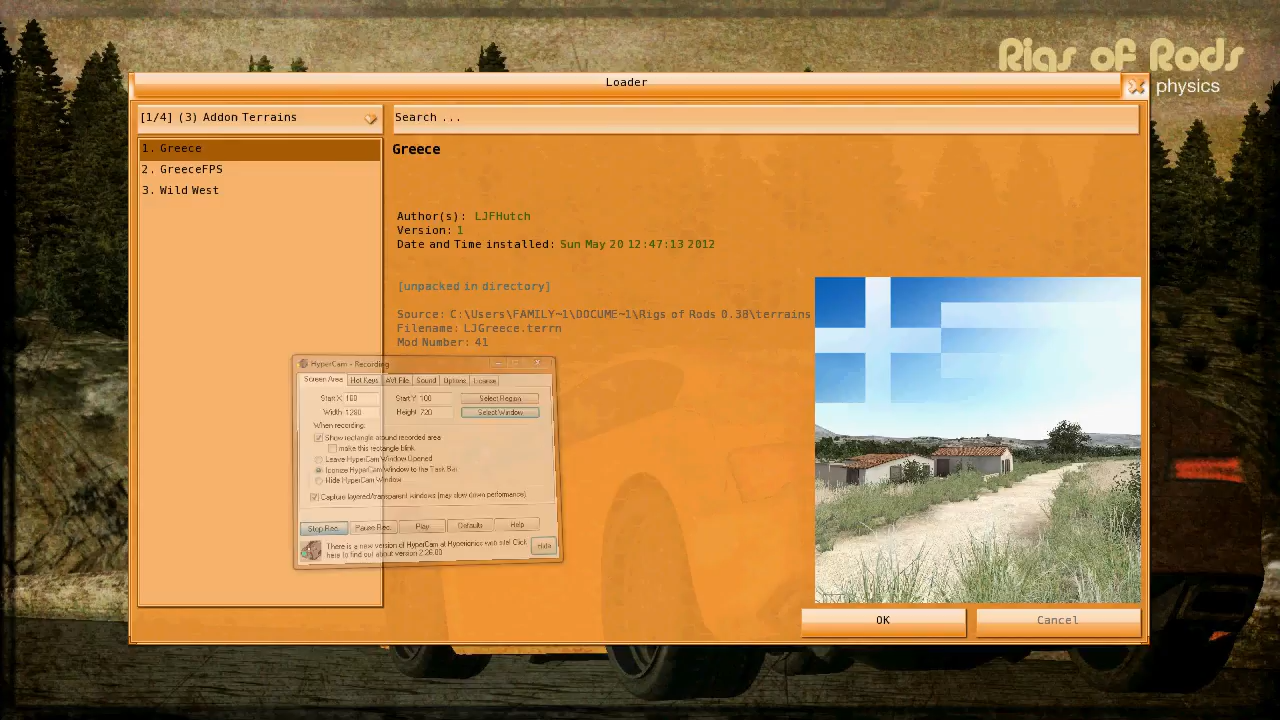 Rigs of Rods
physics
Loader
[1/4] (3) Addon Terrains
Search ...
1. Greece
2. GreeceFPS
3. Wild West
Greece
Author(s): LJFHutch
Version: 1
Date and Time installed: Sun May 20 12:47:13 2012
[unpacked in directory]
Source: C:\Users\FAMILY~1\DOCUME~1\Rigs of Rods 0.38\terrains
Filename: LJGreece.terrn
Mod Number: 41
HyperCam - Recording
Screen Area Hot Keys AVI File Sound Options License
Start X 160 Start Y 100 Select Region
Width 1280 Height 720 Select Window
When recording:
Show rectangle around recorded area
make this rectangle blink
Leave HyperCam Window Opened
Iconize HyperCam Window to the Task Bar
Hide HyperCam Window
Capture layered/transparent windows (may slow down performance)
Stop Rec. Pause Rec. Play Defaults Help
There is a new version of HyperCam at Hyperionics web site! Click
here to find out about version 2.26.00
Hide
OK
Cancel